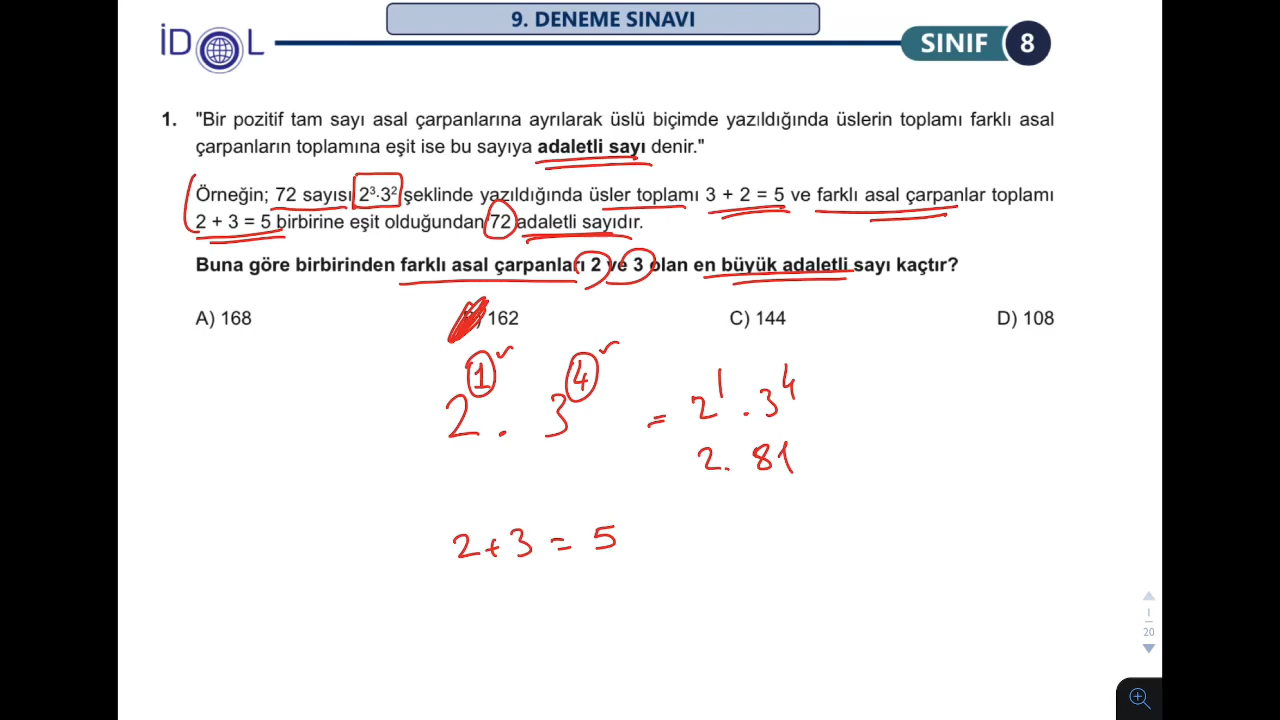 9. DENEME SINAVI
İDOL
SINIF 8
1. "Bir pozitif tam sayı asal çarpanlarına ayrılarak üslü biçimde yazıldığında üslerin toplamı farklı asal
çarpanların toplamına eşit ise bu sayıya adaletli sayı denir."
Örneğin; 72 sayısı 2³·3² şeklinde yazıldığında üsler toplamı 3 + 2 = 5 ve farklı asal çarpanlar toplamı
2 + 3 = 5 birbirine eşit olduğundan 72 adaletli sayıdır.
Buna göre birbirinden farklı asal çarpanları 2 ve 3 olan en büyük adaletli sayı kaçtır?
A) 168 ) 162 C) 144 D) 108
2¹ . 3⁴ = 2¹ . 3⁴
2. 81
2+3 = 5
1
20